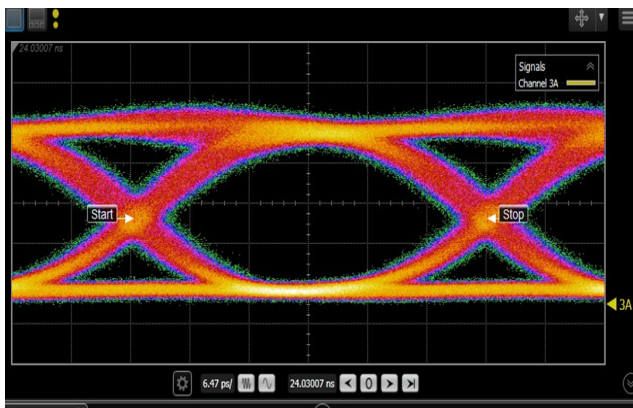 24.03007 ns
Signals
Channel 3A
Start
Stop
3A
6.47 ps/
24.03007 ns
0